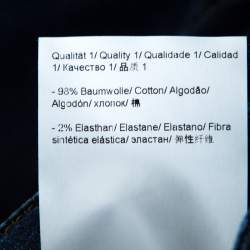 Qualität 1/ Quality 1/ Qualidade 1/ Calidad
1/ Качество 1/ 品质 1
- 98% Baumwolle/ Cotton/ Algodão/
Algodón/ хлопок/ 棉
- 2% Elasthan/ Elastane/ Elastano/ Fibra
sintética elástica/ эластан/ 弹性纤维